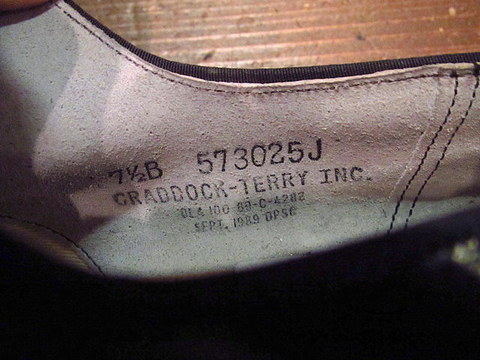 7½B 573025J
CRADDOCK-TERRY INC.
DLA 100-89-C-4202
SEPT. 1989 DPSC